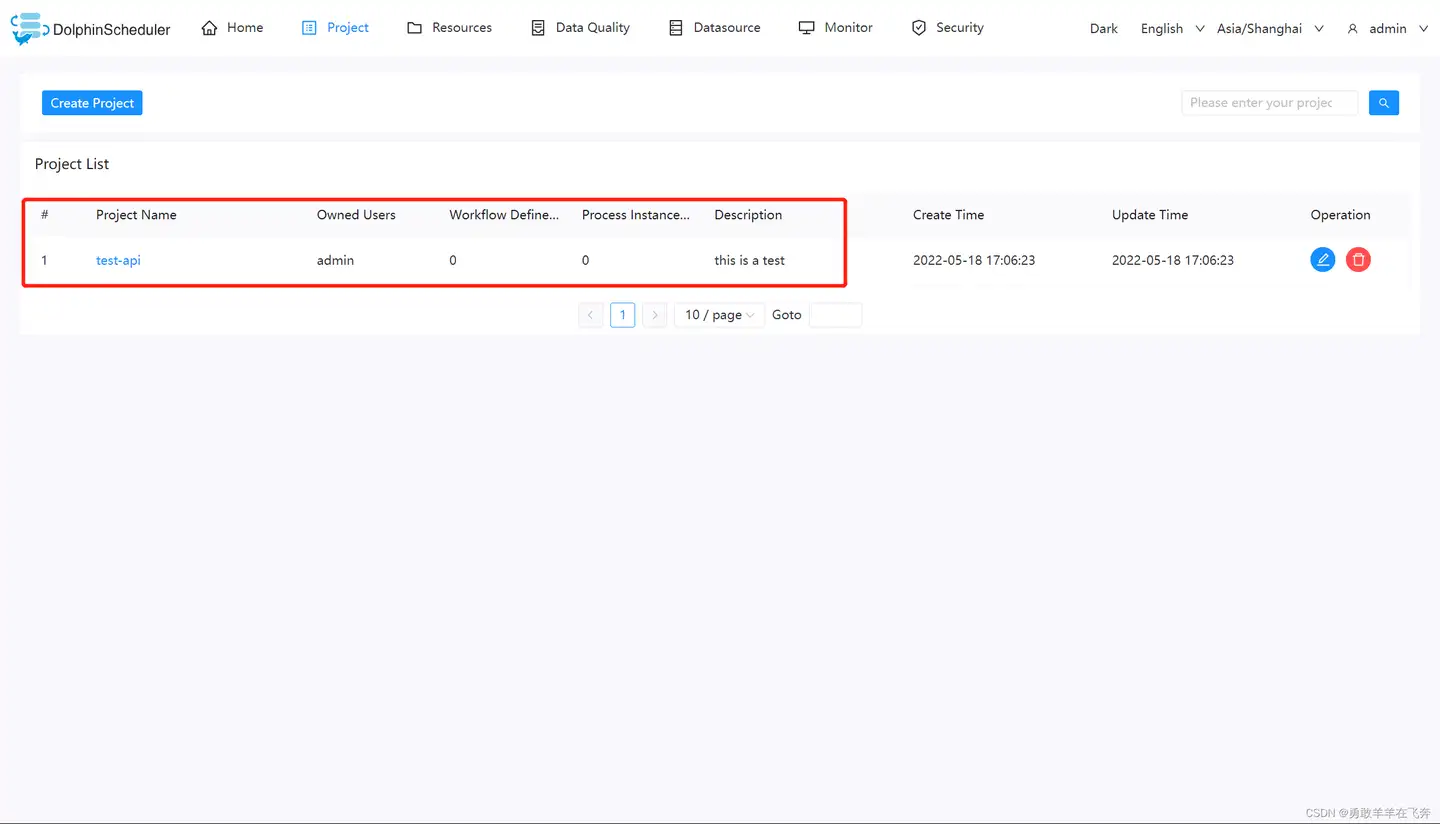 DolphinScheduler Home Project Resources Data Quality Datasource Monitor Security Dark English Asia/Shanghai admin
Create Project Please enter your projec
Project List
# Project Name Owned Users Workflow Define... Process Instance... Description Create Time Update Time Operation
1 test-api admin 0 0 this is a test 2022-05-18 17:06:23 2022-05-18 17:06:23
1 10 / page Goto
CSDN @勇敢羊羊在飞奔